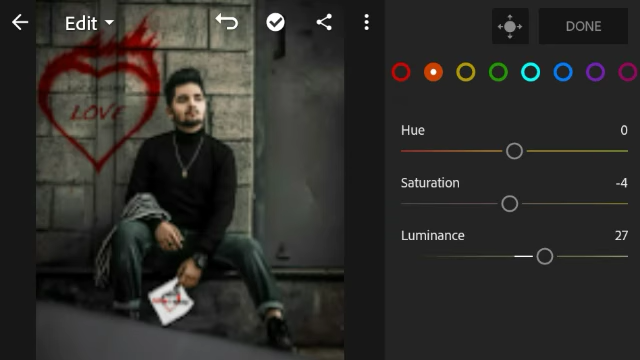 Edit
DONE
LOVE
Hue
0
Saturation
-4
Luminance
27